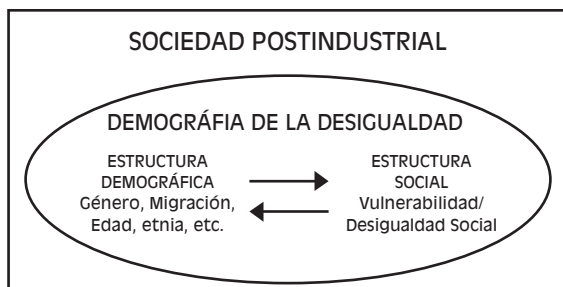 SOCIEDAD POSTINDUSTRIAL
DEMOGRÁFIA DE LA DESIGUALDAD
ESTRUCTURA
DEMOGRÁFICA
Género, Migración,
Edad, etnia, etc.
ESTRUCTURA
SOCIAL
Vulnerabilidad/
Desigualdad Social